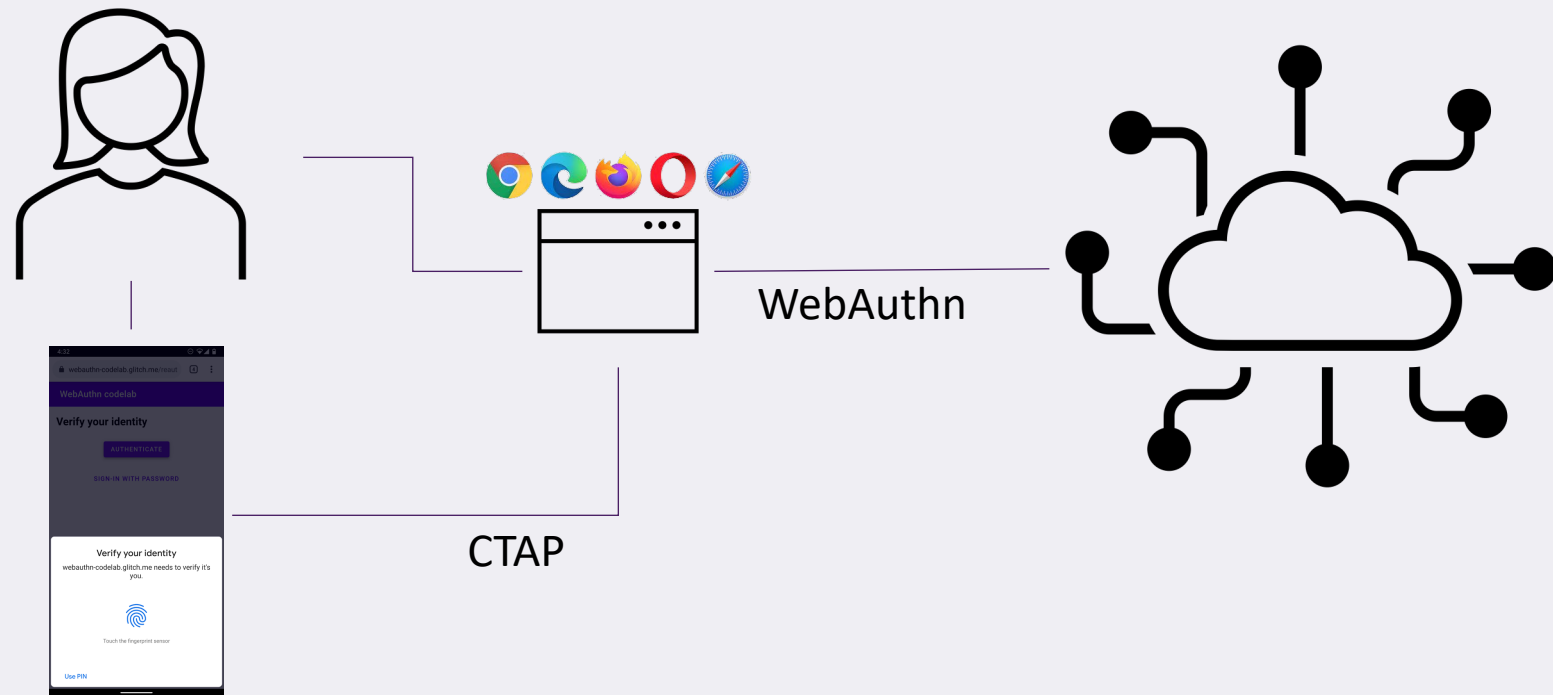 WebAuthn
4:32
webauthn-codelab.glitch.me/reaut
WebAuthn codelab
Verify your identity
AUTHENTICATE
SIGN-IN WITH PASSWORD
Verify your identity
webauthn-codelab.glitch.me needs to verify it's
you.
Touch the fingerprint sensor
Use PIN
CTAP